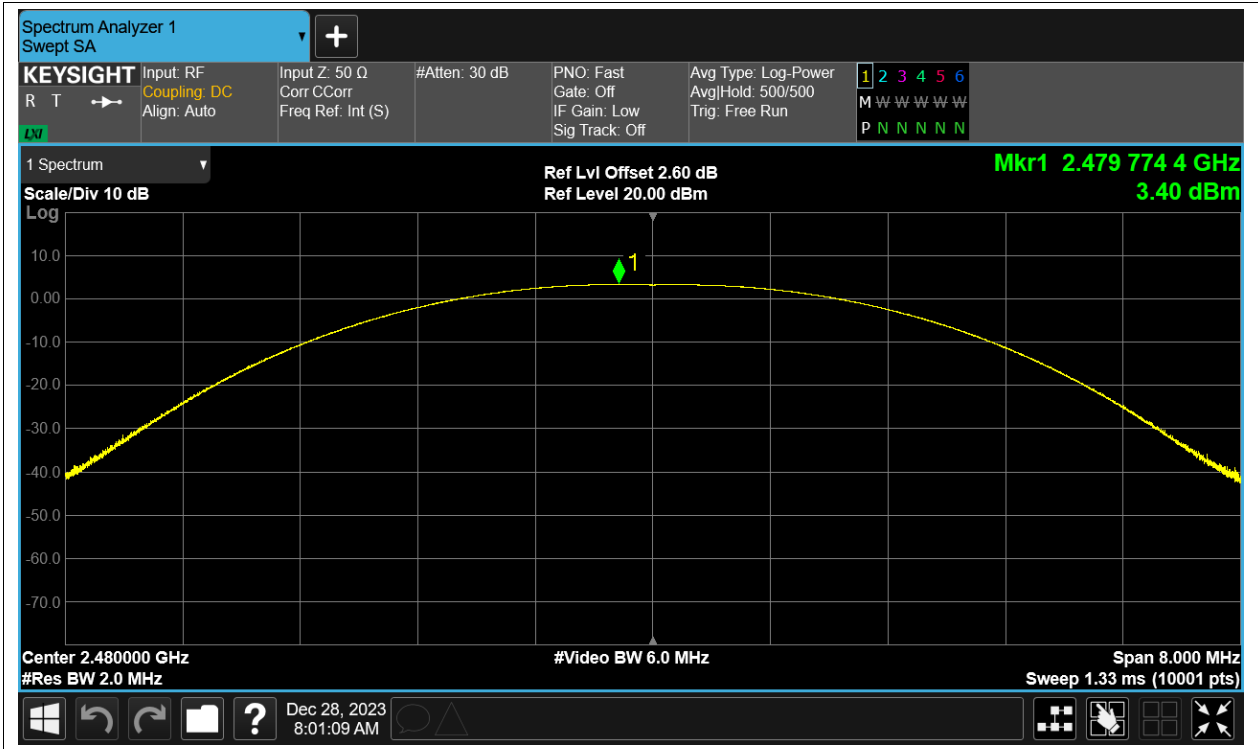 Spectrum Analyzer 1
Swept SA
KEYSIGHT
R T
LXI
Input: RF
Coupling: DC
Align: Auto
Input Z: 50 Ω
Corr CCorr
Freq Ref: Int (S)
#Atten: 30 dB
PNO: Fast
Gate: Off
IF Gain: Low
Sig Track: Off
Avg Type: Log-Power
Avg|Hold: 500/500
Trig: Free Run
1 2 3 4 5 6
M W W W W W
P N N N N N
1 Spectrum
Scale/Div 10 dB
Log
Ref Lvl Offset 2.60 dB
Ref Level 20.00 dBm
Mkr1 2.479 774 4 GHz
3.40 dBm
1
10.0
0.00
-10.0
-20.0
-30.0
-40.0
-50.0
-60.0
-70.0
Center 2.480000 GHz
#Video BW 6.0 MHz
Span 8.000 MHz
#Res BW 2.0 MHz
Sweep 1.33 ms (10001 pts)
?
Dec 28, 2023
8:01:09 AM